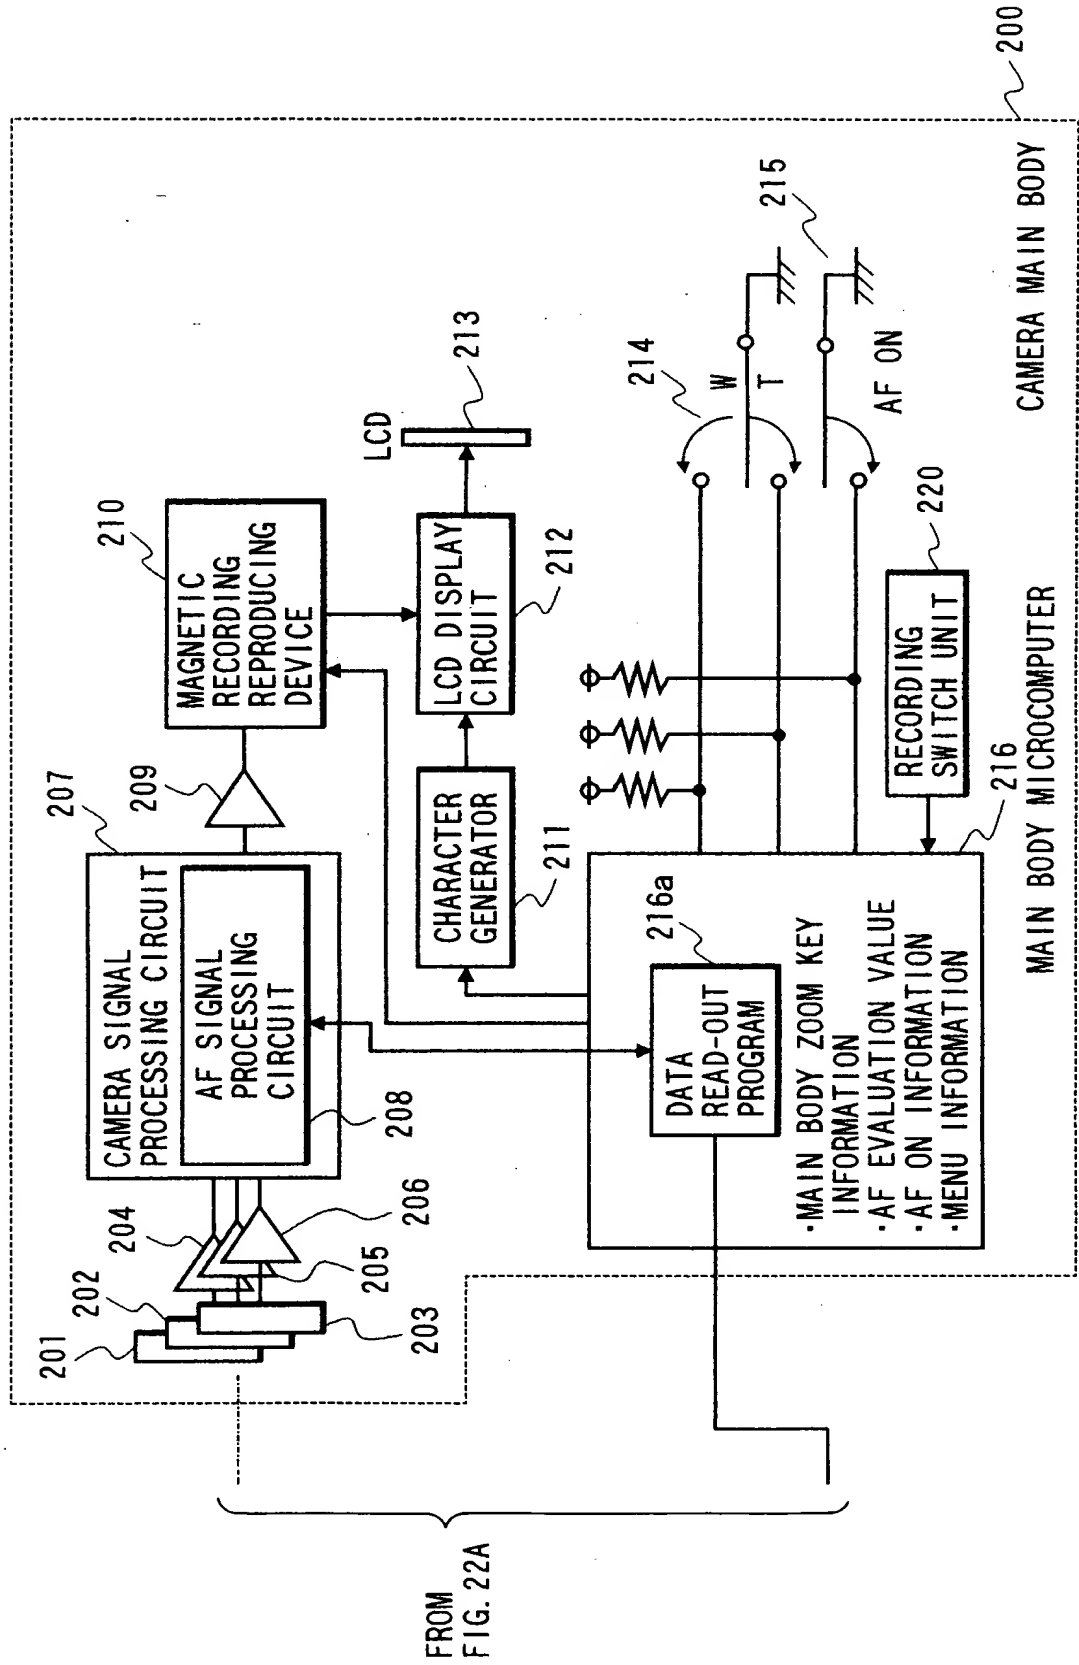 200
CAMERA MAIN BODY
201
202
203
204
205
206
207
CAMERA SIGNAL
PROCESSING CIRCUIT
AF SIGNAL
PROCESSING
CIRCUIT
208
209
210
MAGNETIC
RECORDING
REPRODUCING
DEVICE
LCD
213
CHARACTER
GENERATOR
211
LCD DISPLAY
CIRCUIT
212
214
W
T
215
AF ON
216a
DATA
READ-OUT
PROGRAM
·MAIN BODY ZOOM KEY
INFORMATION
·AF EVALUATION VALUE
·AF ON INFORMATION
·MENU INFORMATION
220
RECORDING
SWITCH UNIT
216
MAIN BODY MICROCOMPUTER
FROM
FIG. 22A